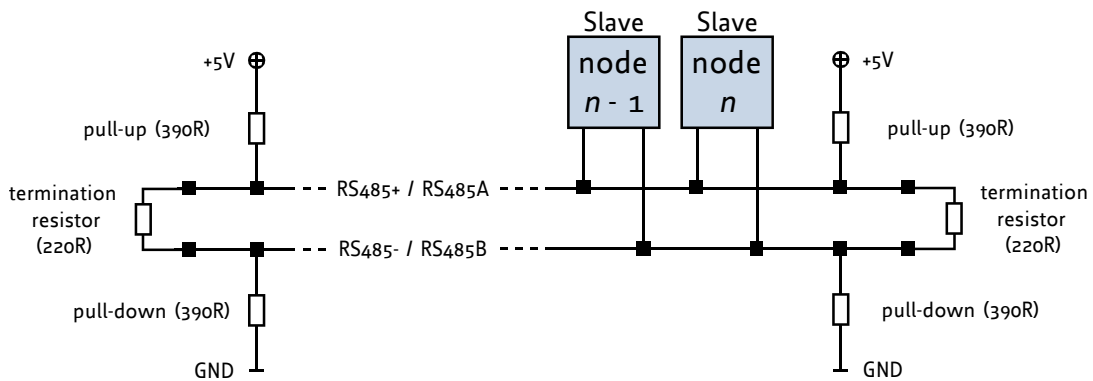 Slave
Slave
node
n - 1
node
n
+5V
+5V
pull-up (390R)
pull-up (390R)
termination
resistor
(220R)
RS485+ / RS485A
termination
resistor
(220R)
RS485- / RS485B
pull-down (390R)
pull-down (390R)
GND
GND